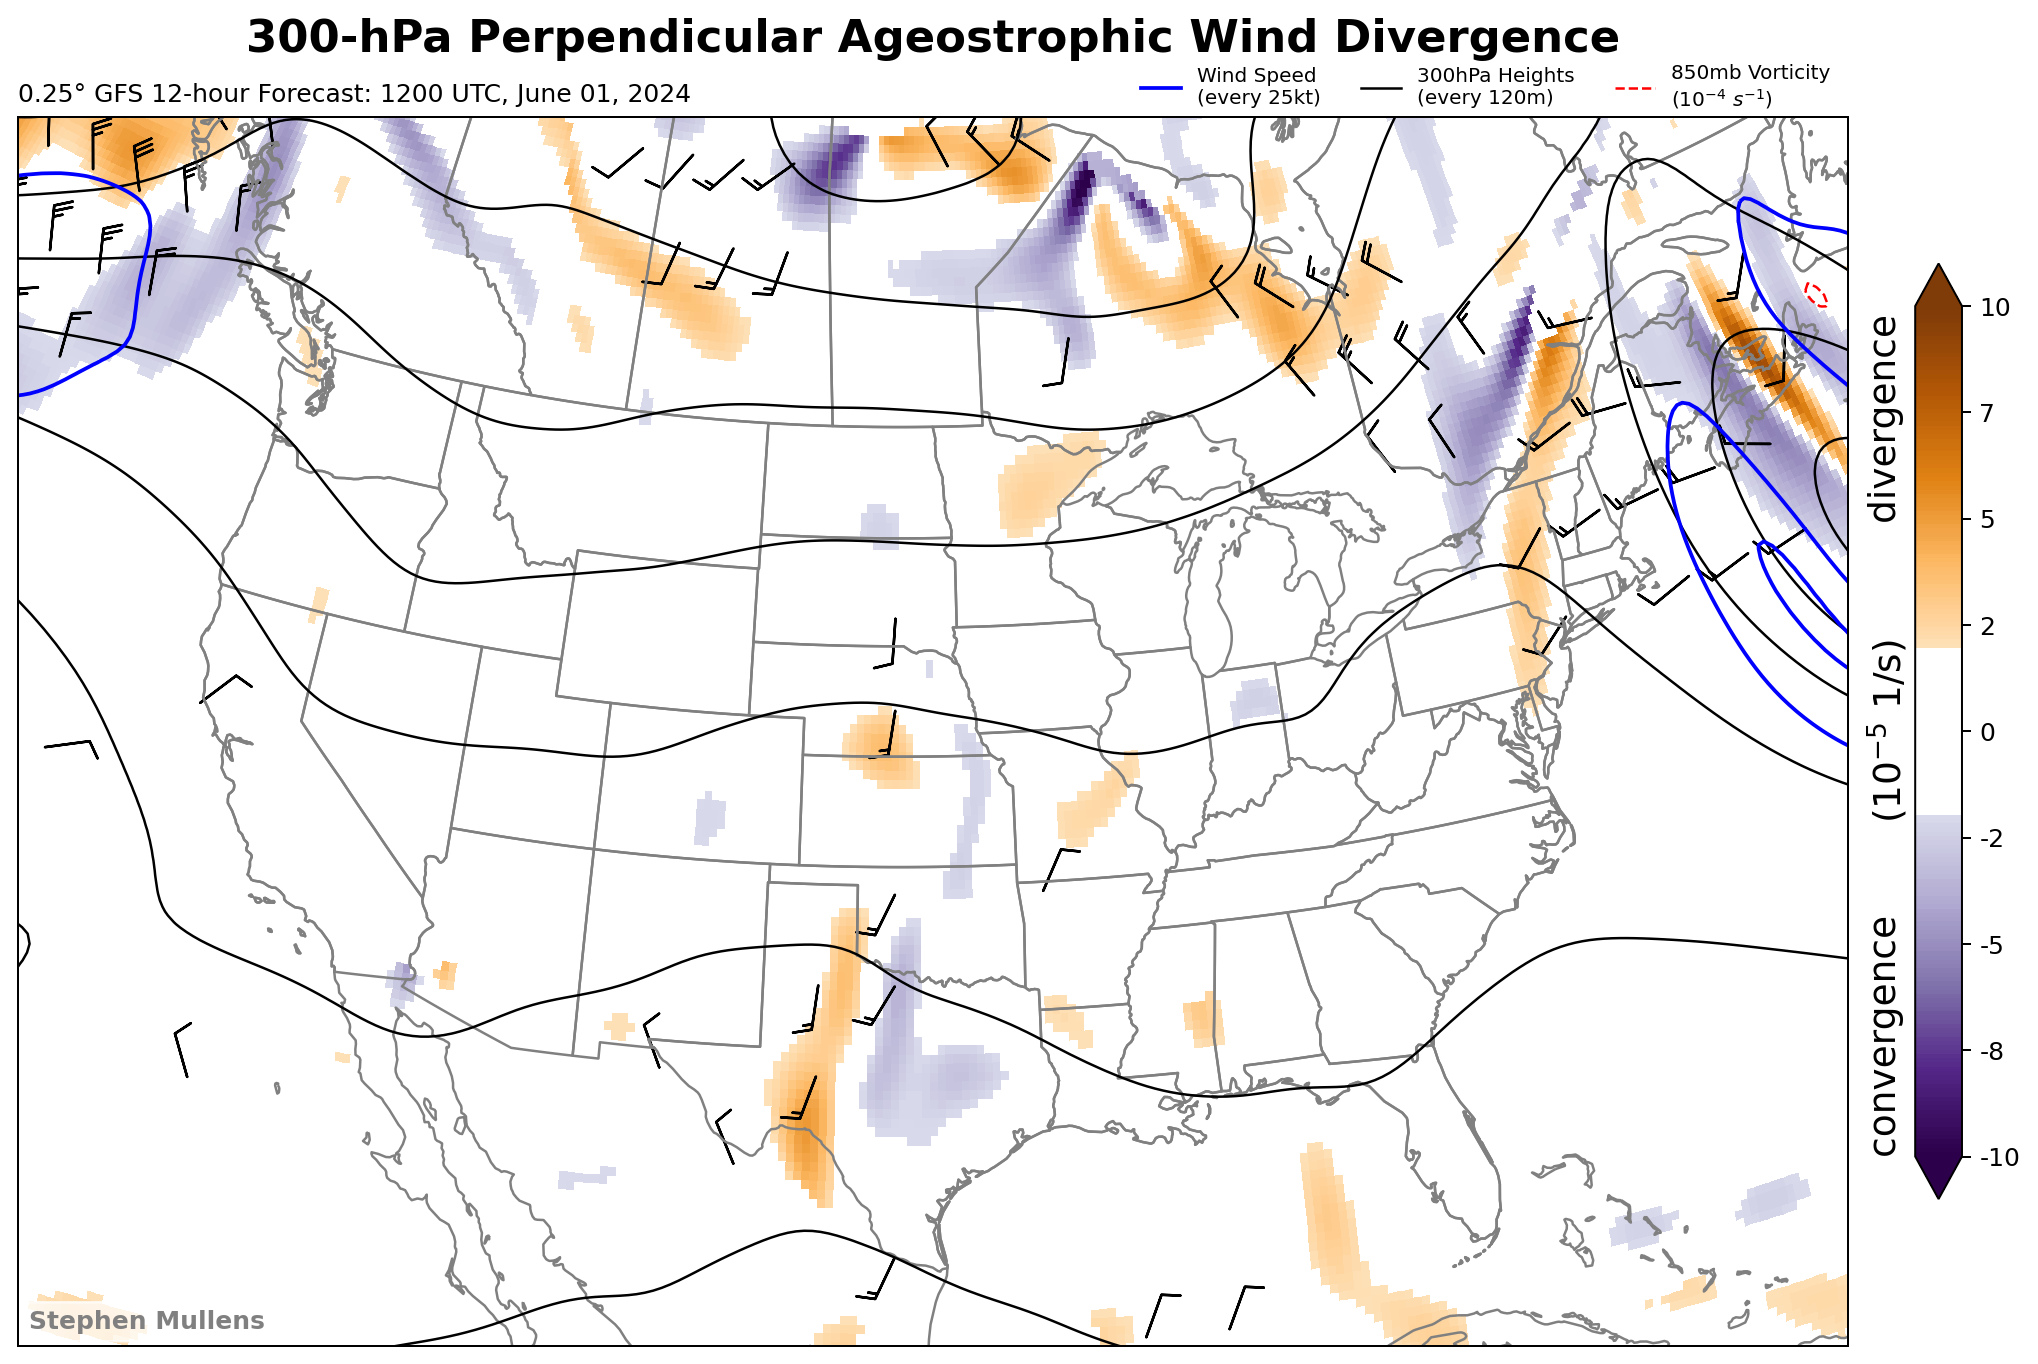 300-hPa Perpendicular Ageostrophic Wind Divergence
0.25° GFS 12-hour Forecast: 1200 UTC, June 01, 2024
Wind Speed
(every 25kt)
300hPa Heights
(every 120m)
850mb Vorticity
(10⁻⁴ s⁻¹)
10
7
5
2
0
-2
-5
-8
-10
convergence (10⁻⁵ 1/s) divergence
Stephen Mullens